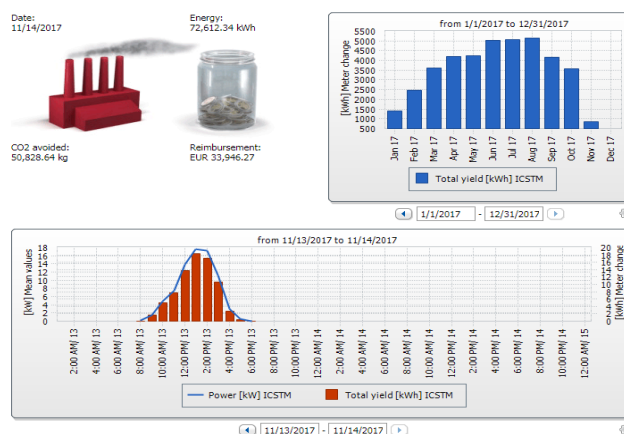 Date:
11/14/2017
Energy:
72,612.34 kWh
CO2 avoided:
50,828.64 kg
Reimbursement:
EUR 33,946.27
from 1/1/2017 to 12/31/2017
[kWh] Meter change
5500
5000
4500
4000
3500
3000
2500
2000
1500
1000
500
Jan 17
Feb 17
Mar 17
Apr 17
May 17
Jun 17
Jul 17
Aug 17
Sep 17
Oct 17
Nov 17
Dec 17
Total yield [kWh] ICSTM
1/1/2017 - 12/31/2017
from 11/13/2017 to 11/14/2017
[kW] Mean values
18
16
14
12
10
8
6
4
2
0
20
18
16
14
12
10
8
6
4
2
0
[kWh] Meter change
2:00 AM/ 13
4:00 AM/ 13
6:00 AM/ 13
8:00 AM/ 13
10:00 AM/ 13
12:00 PM/ 13
2:00 PM/ 13
4:00 PM/ 13
6:00 PM/ 13
8:00 PM/ 13
10:00 PM/ 13
12:00 AM/ 14
2:00 AM/ 14
4:00 AM/ 14
6:00 AM/ 14
8:00 AM/ 14
10:00 AM/ 14
12:00 PM/ 14
2:00 PM/ 14
4:00 PM/ 14
6:00 PM/ 14
8:00 PM/ 14
10:00 PM/ 14
12:00 AM/ 15
Power [kW] ICSTM
Total yield [kWh] ICSTM
11/13/2017 - 11/14/2017